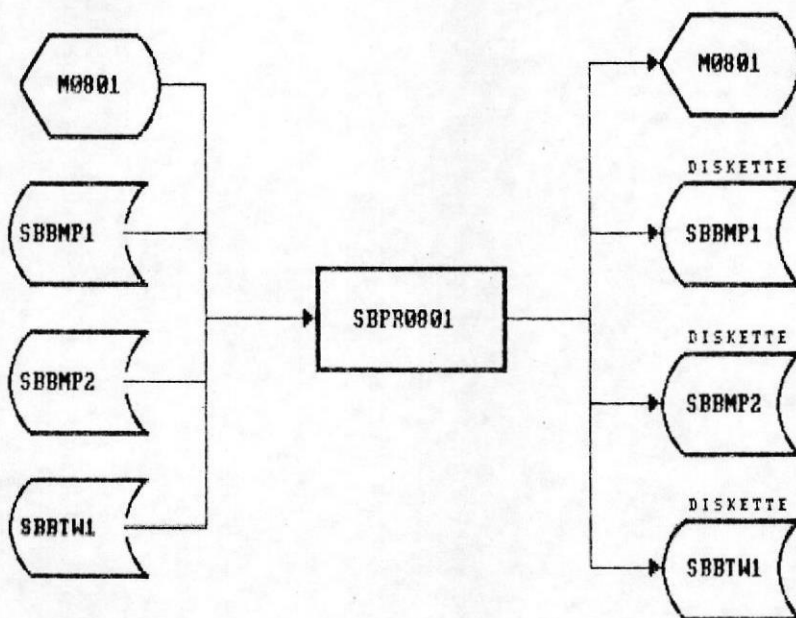 M0801
SBBMP1
SBBMP2
SBBTW1
SBPR0801
M0801
DISKETTE
SBBMP1
DISKETTE
SBBMP2
DISKETTE
SBBTW1